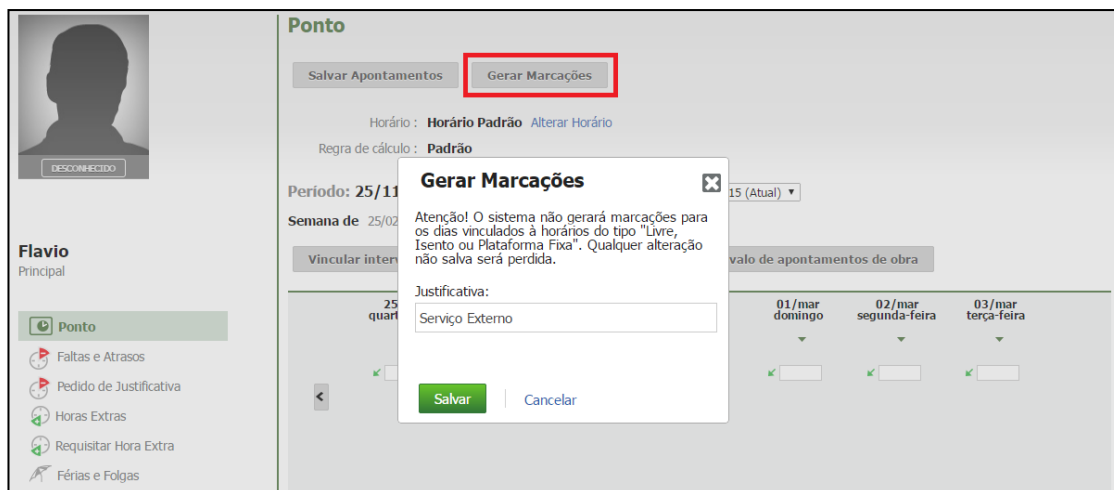 Ponto
Salvar Apontamentos
Gerar Marcações
Horário : Horário Padrão Alterar Horário
Regra de cálculo : Padrão
DESCONHECIDO
Período: 25/11
15 (Atual)
Semana de 25/02
Flavio
Principal
Vincular interv
valo de apontamentos de obra
Gerar Marcações
Atenção! O sistema não gerará marcações para
os dias vinculados à horários do tipo "Livre,
Isento ou Plataforma Fixa". Qualquer alteração
não salva será perdida.
Justificativa:
Serviço Externo
Salvar
Cancelar
25
quart
01/mar
domingo
02/mar
segunda-feira
03/mar
terça-feira
Ponto
Faltas e Atrasos
Pedido de Justificativa
Horas Extras
Requisitar Hora Extra
Férias e Folgas